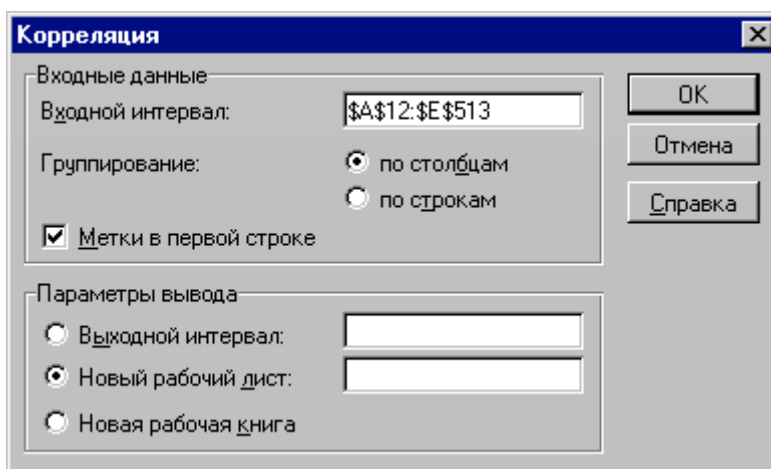 Корреляция
Входные данные
Входной интервал: $A$12:$E$513
Группирование: по столбцам
по строкам
Метки в первой строке
Параметры вывода
Выходной интервал:
Новый рабочий лист:
Новая рабочая книга
OK
Отмена
Справка